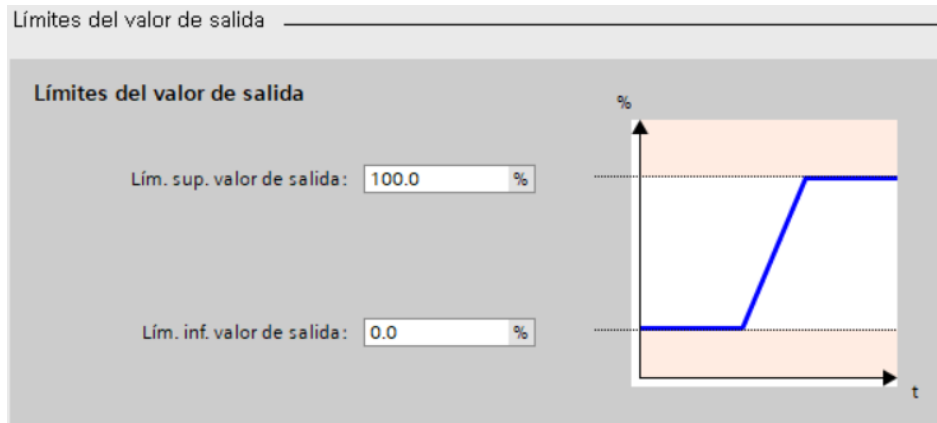 Límites del valor de salida
Límites del valor de salida
%
Lím. sup. valor de salida: 100.0 %
Lím. inf. valor de salida: 0.0 %
t